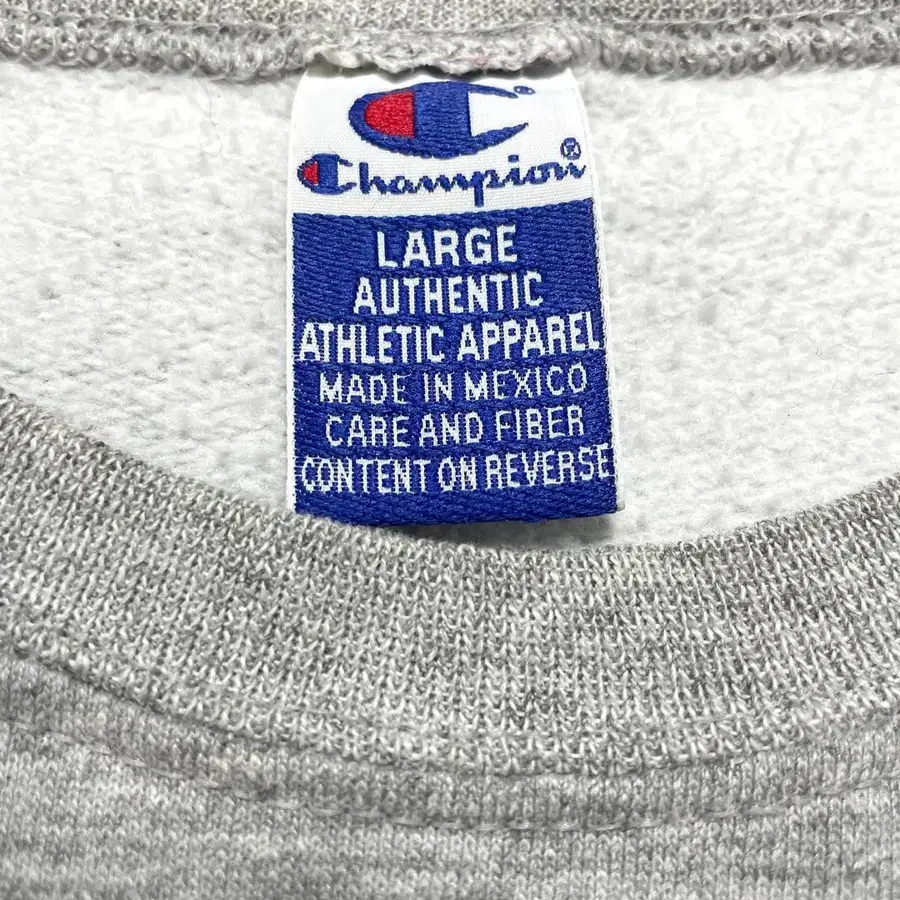 Champion®
LARGE
AUTHENTIC
ATHLETIC APPAREL
MADE IN MEXICO
CARE AND FIBER
CONTENT ON REVERSE